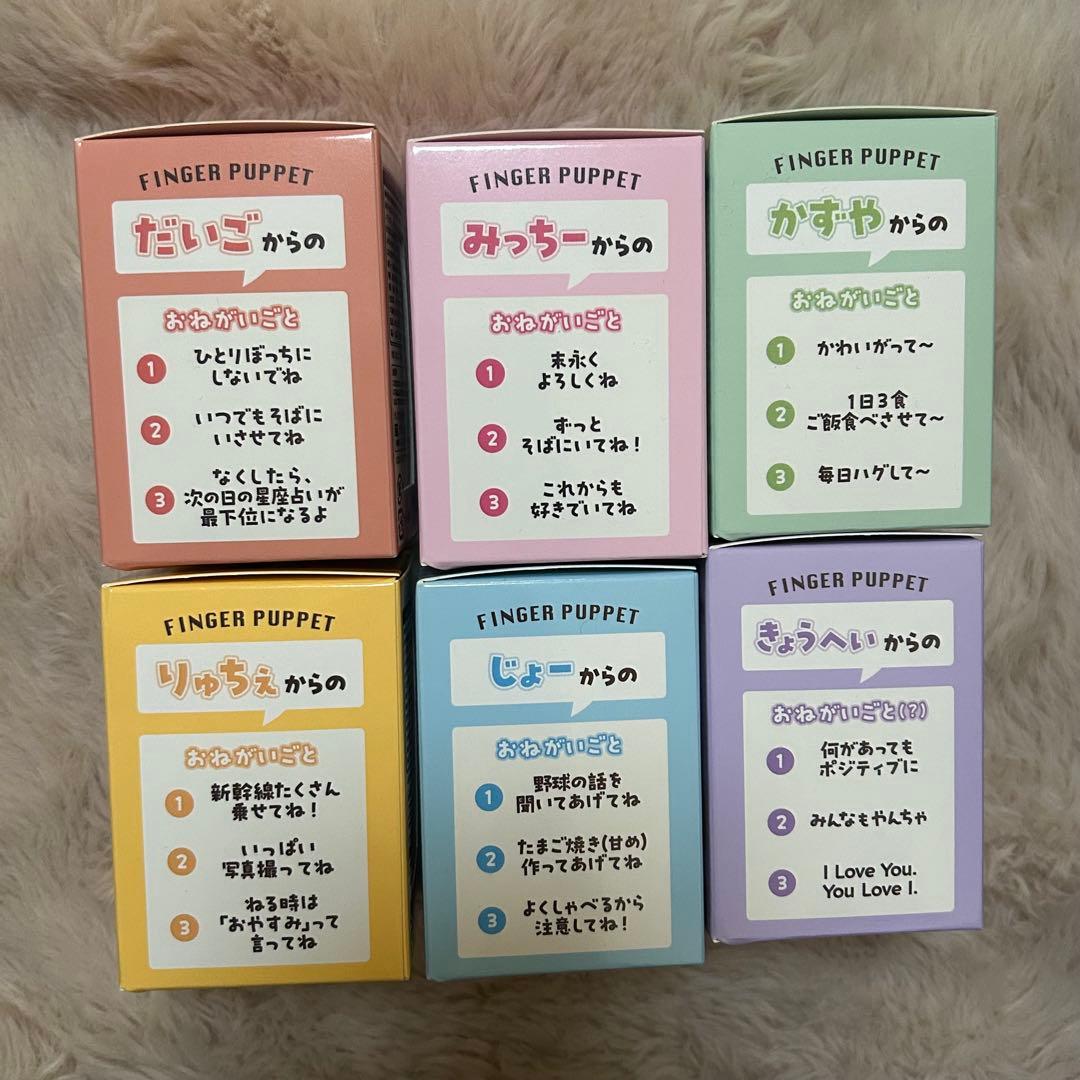 FINGER PUPPET
だいごからの
おねがいごと
1 ひとりぼっちに
しないでね
2 いつでもそばに
いさせてね
3 なくしたら、
次の日の星座占いが
最下位になるよ
FINGER PUPPET
みっちーからの
おねがいごと
1 末永く
よろしくね
2 ずっと
そばにいてね!
3 これからも
好きでいてね
FINGER PUPPET
かずやからの
おねがいごと
1 かわいがって〜
2 1日3食
ご飯食べさせて〜
3 毎日ハグして〜
FINGER PUPPET
りゅちぇからの
おねがいごと
1 新幹線たくさん
乗せてね!
2 いっぱい
写真撮ってね
3 ねる時は
「おやすみ」って
言ってね
FINGER PUPPET
じょーからの
おねがいごと
1 野球の話を
聞いてあげてね
2 たまご焼き(甘め)
作ってあげてね
3 よくしゃべるから
注意してね!
FINGER PUPPET
きょうへいからの
おねがいごと(?)
1 何があっても
ポジティブに
2 みんなもやんちゃ
3 I Love You.
You Love I.